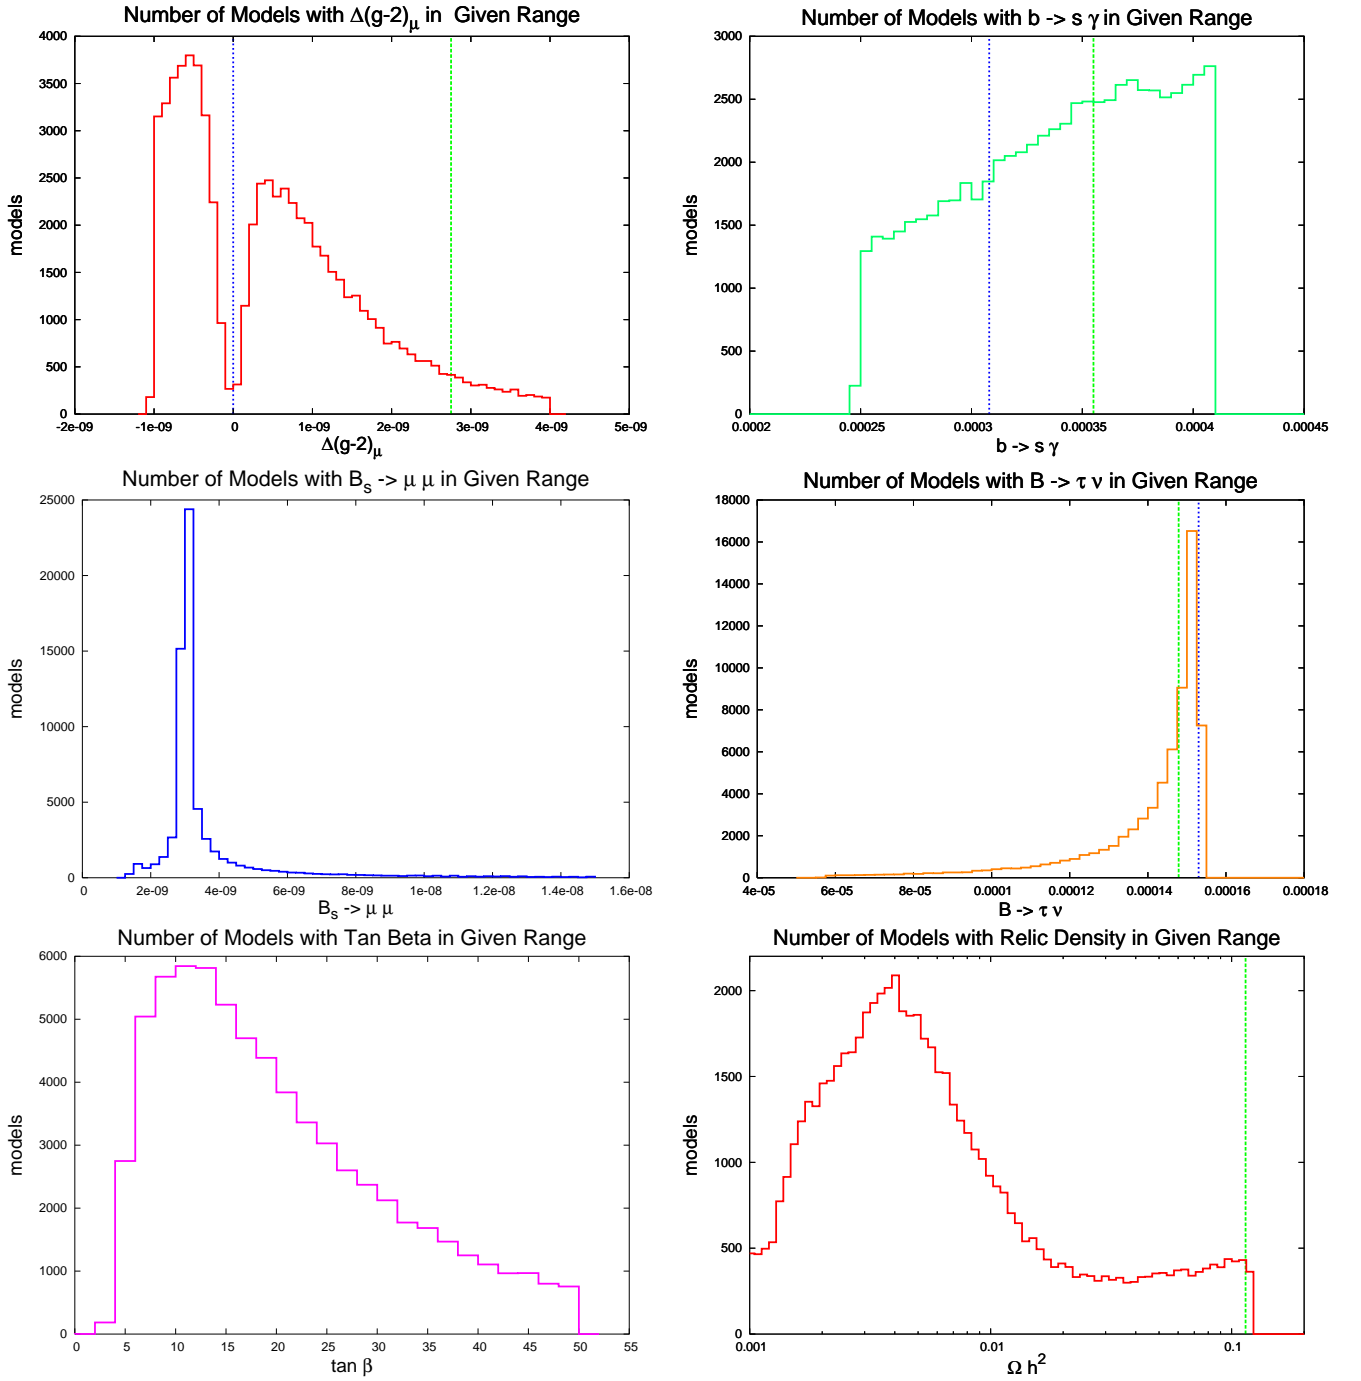 Number of Models with Δ(g-2)μ in Given Range
4000
3500
3000
2500
2000
1500
1000
500
0
models
-2e-09 -1e-09 0 1e-09 2e-09 3e-09 4e-09 5e-09
Δ(g-2)μ
Number of Models with b -> s γ in Given Range
3000
2500
2000
1500
1000
500
0
models
0.0002 0.00025 0.0003 0.00035 0.0004 0.00045
b -> s γ
Number of Models with Bs -> μ μ in Given Range
25000
20000
15000
10000
5000
0
models
0 2e-09 4e-09 6e-09 8e-09 1e-08 1.2e-08 1.4e-08 1.6e-08
Bs -> μ μ
Number of Models with B -> τ ν in Given Range
18000
16000
14000
12000
10000
8000
6000
4000
2000
0
models
4e-05 6e-05 8e-05 0.0001 0.00012 0.00014 0.00016 0.00018
B -> τ ν
Number of Models with Tan Beta in Given Range
6000
5000
4000
3000
2000
1000
0
models
0 5 10 15 20 25 30 35 40 45 50 55
tan β
Number of Models with Relic Density in Given Range
2000
1500
1000
500
0
models
0.001 0.01 0.1
Ω h²